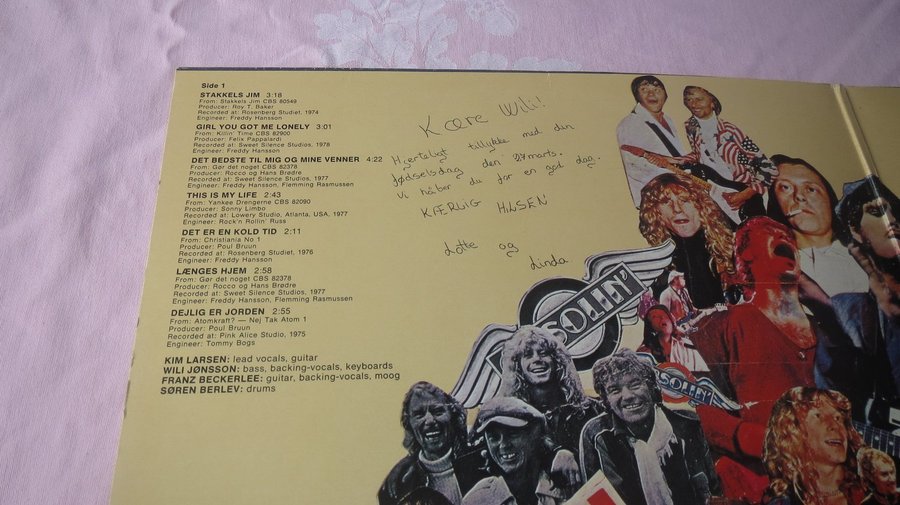 Side 1
STAKKELS JIM 3:18
From: Stakkels Jim CBS 80549
Producer: Roy T. Baker
Recorded at: Rosenberg Studiet, 1974
Engineer: Freddy Hansson
GIRL YOU GOT ME LONELY 3:01
From: Killin' Time CBS 82900
Producer: Felix Pappalardi
Recorded at: Sweet Silence Studios, 1978
Engineer: Freddy Hansson
DET BEDSTE TIL MIG OG MINE VENNER 4:22
From: Gør det noget CBS 82378
Producer: Rocco og Hans Brødre
Recorded at: Sweet Silence Studios, 1977
Engineer: Freddy Hansson, Flemming Rasmussen
THIS IS MY LIFE 2:43
From: Yankee Drengerne CBS 82090
Producer: Sonny Limbo
Recorded at: Lowery Studio, Atlanta, USA, 1977
Engineer: Rock'n Rollin' Russ
DET ER EN KOLD TID 2:11
From: Christiania No 1
Producer: Poul Bruun
Recorded at: Rosenberg Studiet, 1976
Engineer: Freddy Hansson
LÆNGES HJEM 2:58
From: Gør det noget CBS 82378
Producer: Rocco og Hans Brødre
Recorded at: Sweet Silence Studios, 1977
Engineer: Freddy Hansson, Flemming Rasmussen
DEJLIG ER JORDEN 2:55
From: Atomkraft? — Nej Tak Atom 1
Producer: Poul Bruun
Recorded at: Pink Alice Studio, 1975
Engineer: Tommy Bogs
KIM LARSEN: lead vocals, guitar
WILI JØNSSON: bass, backing-vocals, keyboards
FRANZ BECKERLEE: guitar, backing-vocals, moog
SØREN BERLEV: drums
Kære Wili!
Hjerteligt tillykke med din
fødselsdag den 27 marts.
Vi håber du får en god dag.
KÆRLIG HILSEN
Lotte og
Linda
GASOLIN'